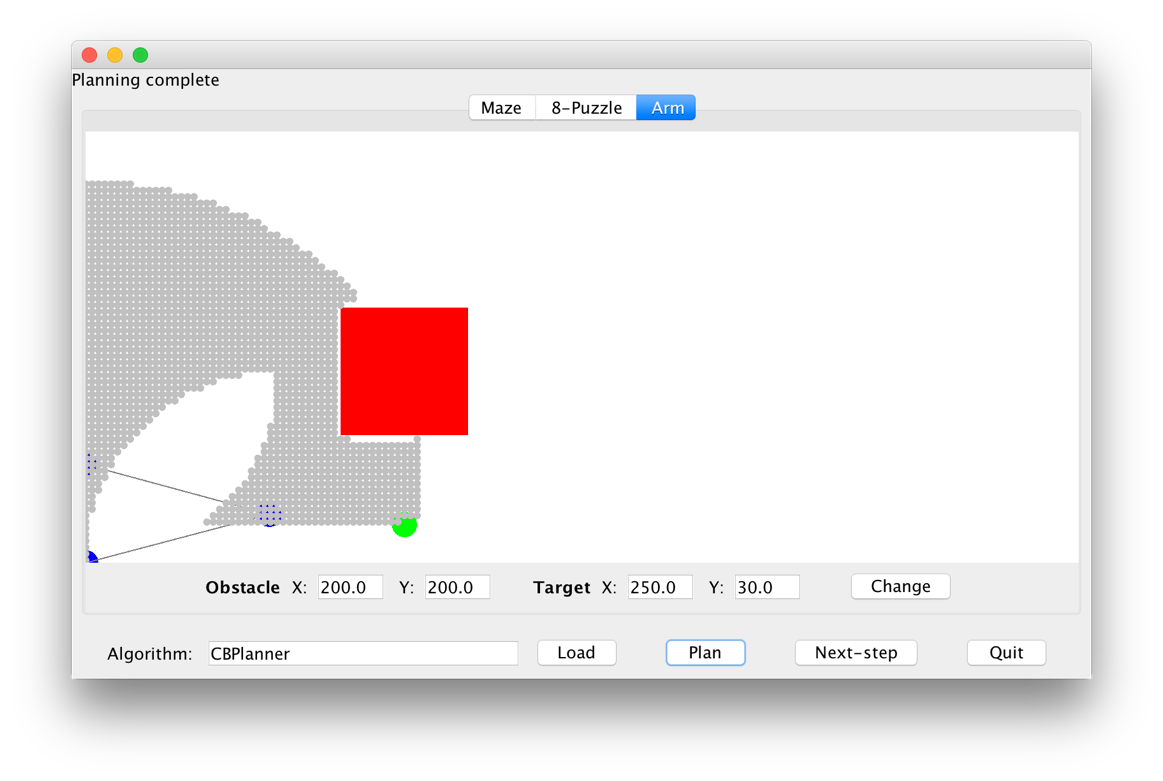 Planning complete
Maze 8-Puzzle Arm
Obstacle X: 200.0 Y: 200.0 Target X: 250.0 Y: 30.0 Change
Algorithm: CBPlanner Load Plan Next-step Quit